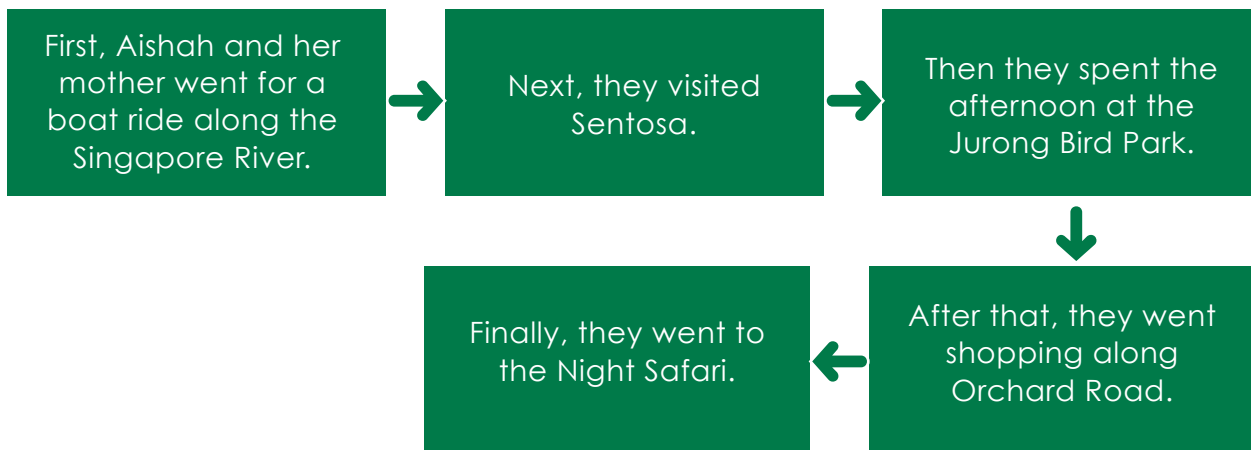 First, Aishah and her
mother went for a
boat ride along the
Singapore River.
Next, they visited
Sentosa.
Then they spent the
afternoon at the
Jurong Bird Park.
After that, they went
shopping along
Orchard Road.
Finally, they went to
the Night Safari.